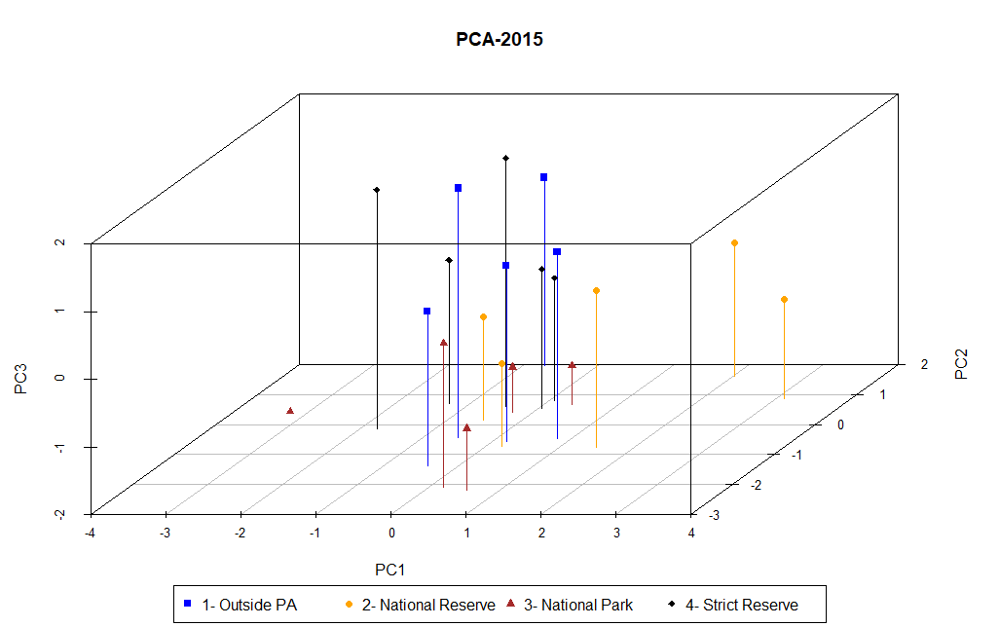 PCA-2015
2
1
0
-1
-2
PC3
-4
-3
-2
-1
0
1
2
3
4
PC1
-3
-2
-1
0
1
2
PC2
1- Outside PA
2- National Reserve
3- National Park
4- Strict Reserve